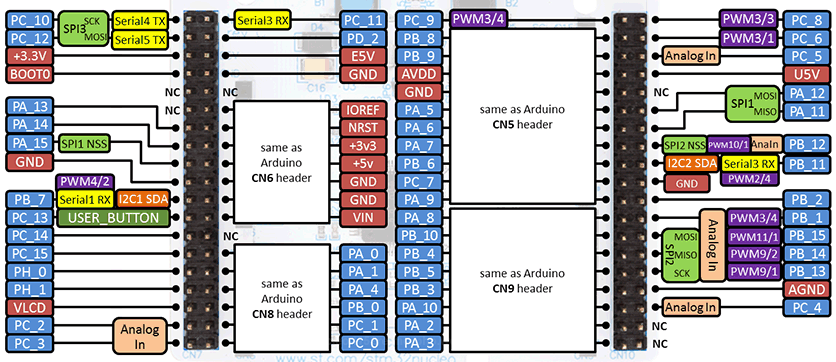 PC_10 SPI3 SCK Serial4 TX Serial3 RX PC_11 PC_9 PWM3/4 PWM3/3 PC_8
PC_12 MOSI Serial5 TX PD_2 PB_8 PWM3/1 PC_6
+3.3V E5V PB_9 Analog In PC_5
BOOT0 GND AVDD U5V
NC NC GND NC
PA_13 NC IOREF PA_5 SPI1 MOSI PA_12
PA_14 NRST PA_6 MISO PA_11
PA_15 SPI1 NSS +3v3 PA_7 SPI2 NSS PWM10/1 AnaIn PB_12
GND +5v PB_6 I2C2 SDA Serial3 RX PB_11
PWM4/2 GND PC_7 GND PWM2/4
PB_7 Serial1 RX I2C1 SDA GND PA_9 PB_2
PC_13 USER_BUTTON VIN PA_8 PWM3/4 PB_1
PC_14 NC PB_10 SPI2 MOSI Analog In PWM11/1 PB_15
PC_15 PA_0 PB_4 MISO PWM9/2 PB_14
PH_0 PA_1 PB_5 SCK PWM9/1 PB_13
PH_1 PA_4 PB_3 AGND
VLCD PB_0 PA_10 Analog In PC_4
PC_2 Analog In PC_1 PA_2 NC
PC_3 PC_0 PA_3 NC
same as
Arduino
CN6 header
same as
Arduino
CN8 header
same as Arduino
CN5 header
same as Arduino
CN9 header
C16
CN7
www.st.com/stm32nucleo
CN10